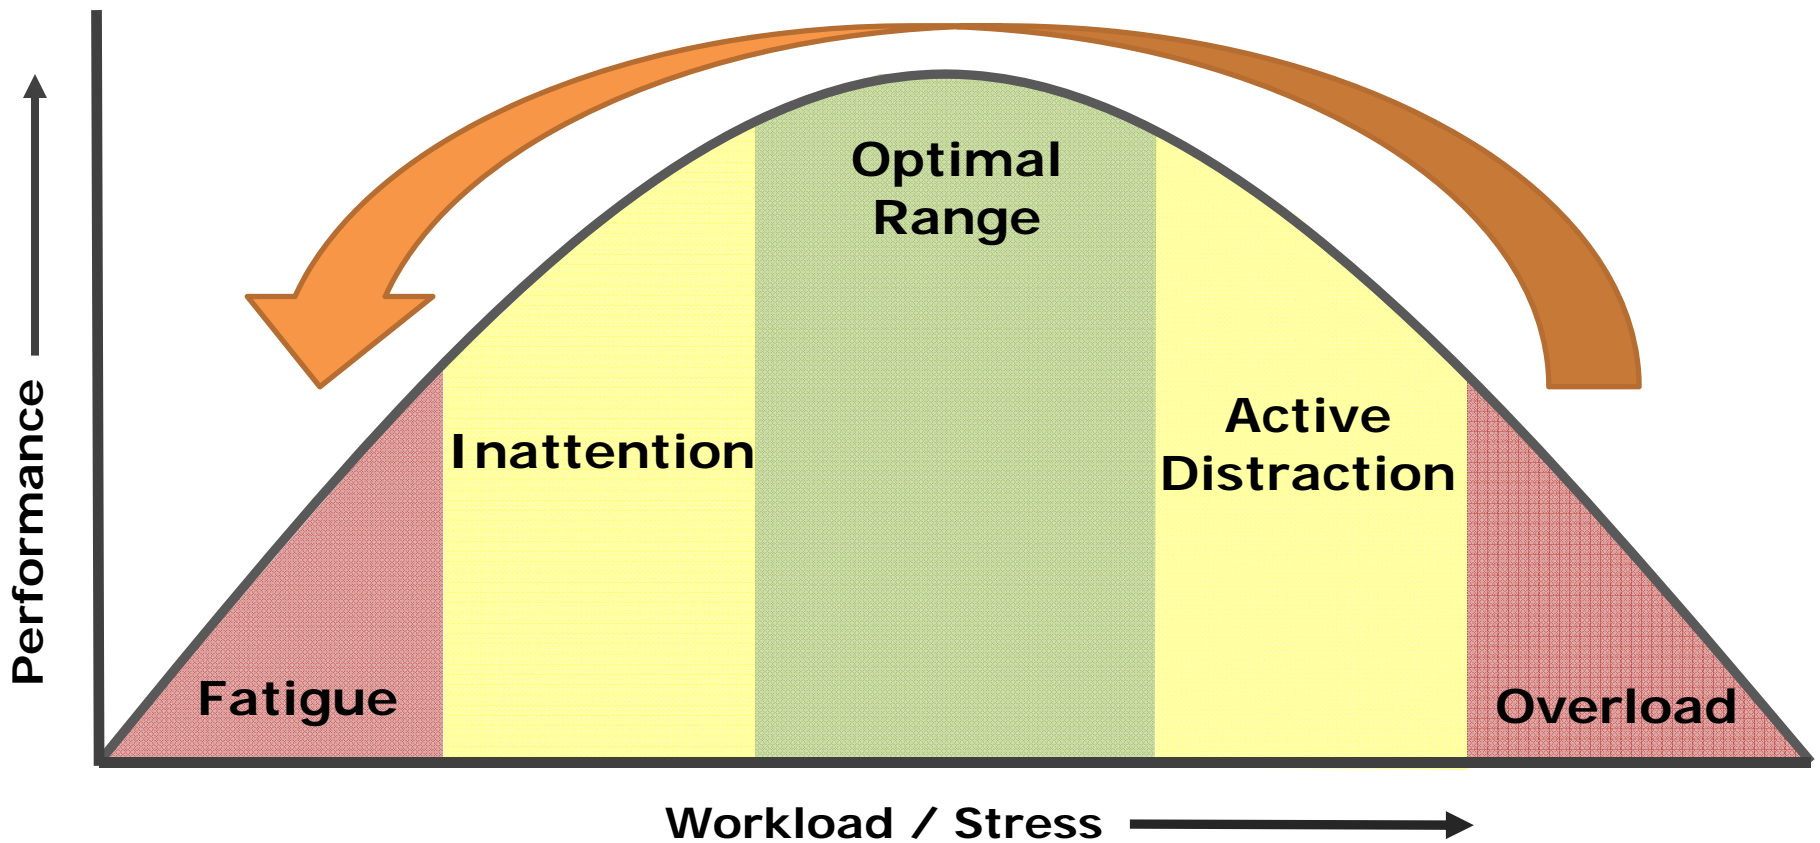 Performance
Optimal
Range
Inattention
Active
Distraction
Fatigue
Overload
Workload / Stress